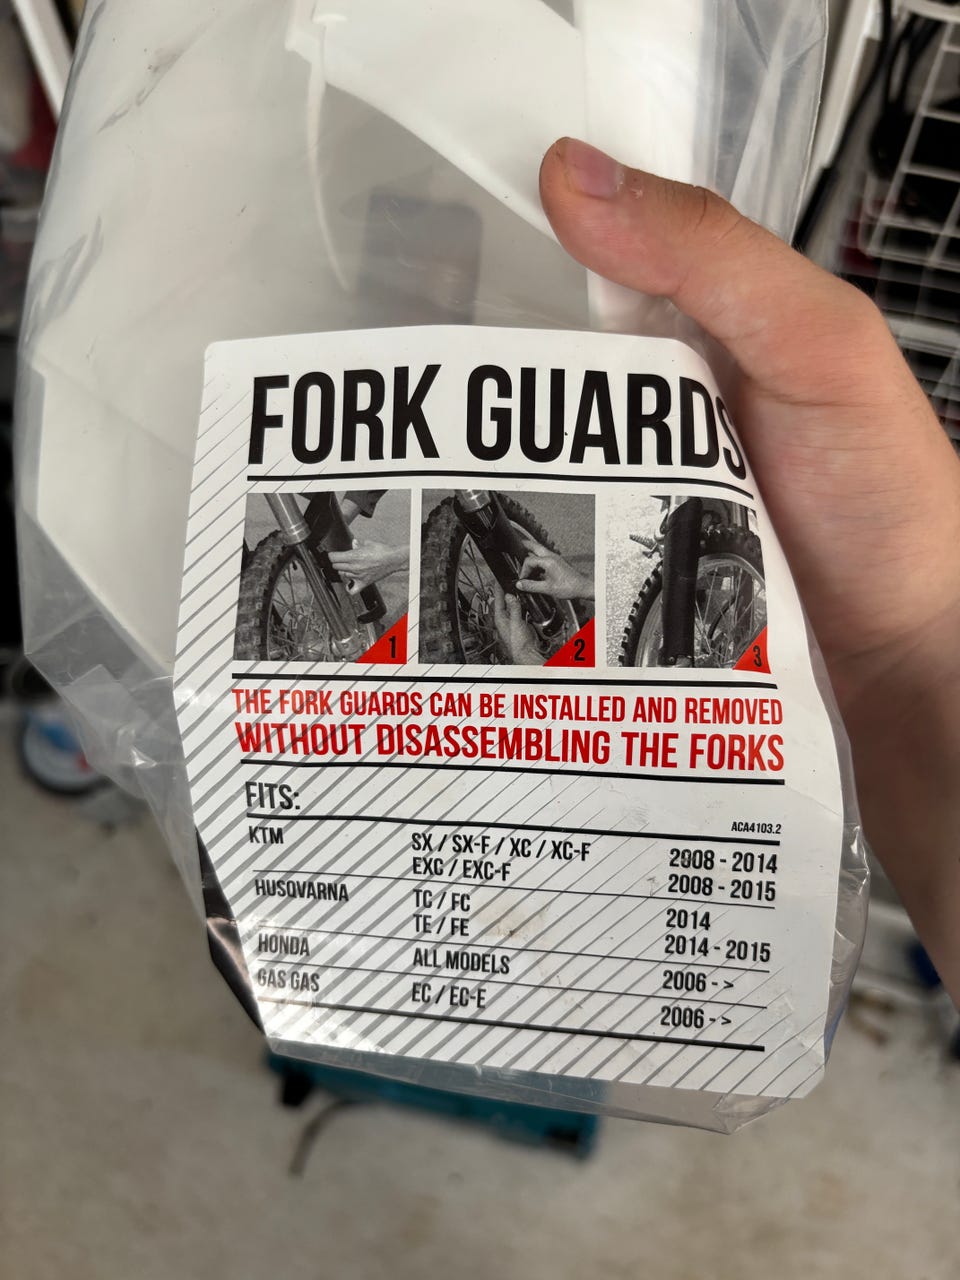 FORK GUARDS
1
2
3
THE FORK GUARDS CAN BE INSTALLED AND REMOVED
WITHOUT DISASSEMBLING THE FORKS
FITS:
ACA4103.2
KTM SX / SX-F / XC / XC-F 2008 - 2014
EXC / EXC-F 2008 - 2015
HUSQVARNA TC / FC 2014
TE / FE 2014 - 2015
HONDA ALL MODELS 2006 - >
GAS GAS EC / EC-E 2006 - >